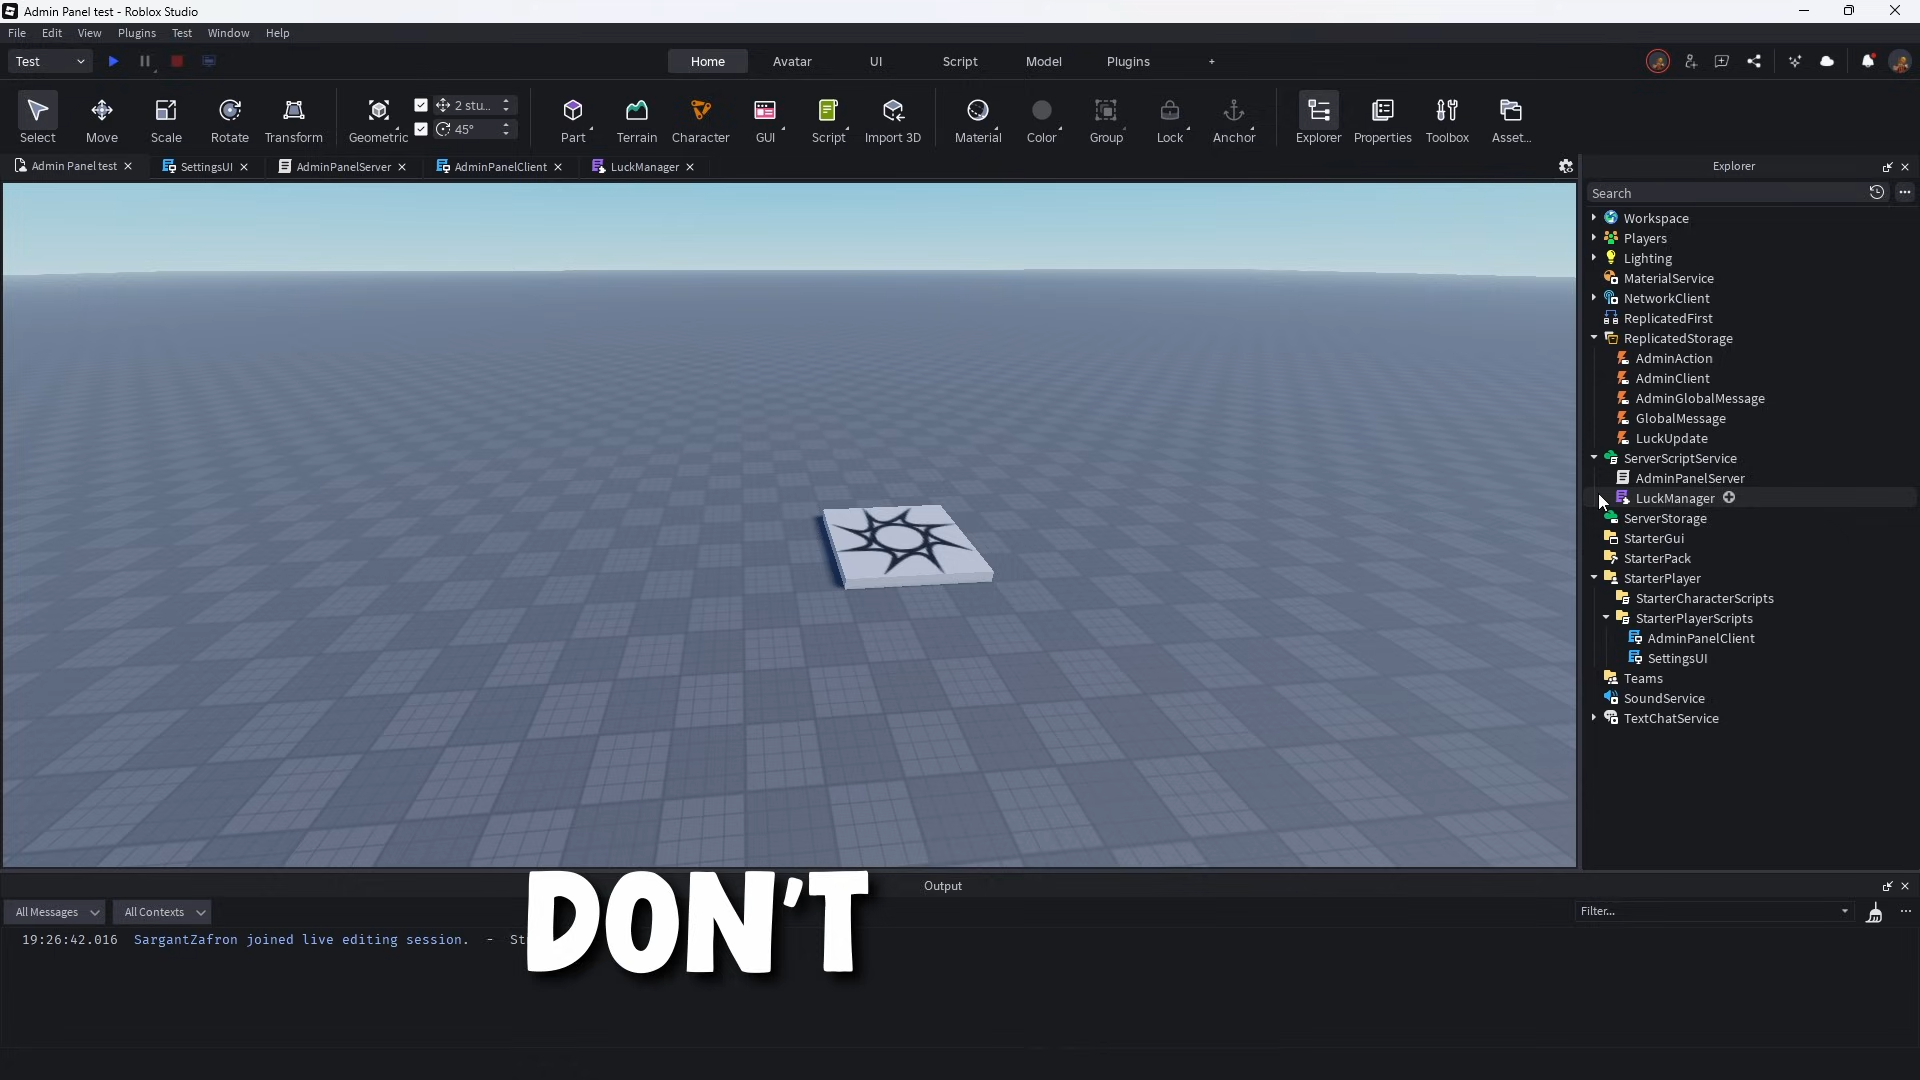 Admin Panel test - Roblox Studio
File Edit View Plugins Test Window Help
Test
Home Avatar UI Script Model Plugins +
Select Move Scale Rotate Transform Geometric 2 stu... 45° Part Terrain Character GUI Script Import 3D Material Color Group Lock Anchor Explorer Properties Toolbox Asset...
Admin Panel test SettingsUI AdminPanelServer AdminPanelClient LuckManager
Explorer
Search
Workspace
Players
Lighting
MaterialService
NetworkClient
ReplicatedFirst
ReplicatedStorage
AdminAction
AdminClient
AdminGlobalMessage
GlobalMessage
LuckUpdate
ServerScriptService
AdminPanelServer
LuckManager
ServerStorage
StarterGui
StarterPack
StarterPlayer
StarterCharacterScripts
StarterPlayerScripts
AdminPanelClient
SettingsUI
Teams
SoundService
TextChatService
Output
All Messages All Contexts Filter...
19:26:42.016 SargantZafron joined live editing session. - St
DON'T